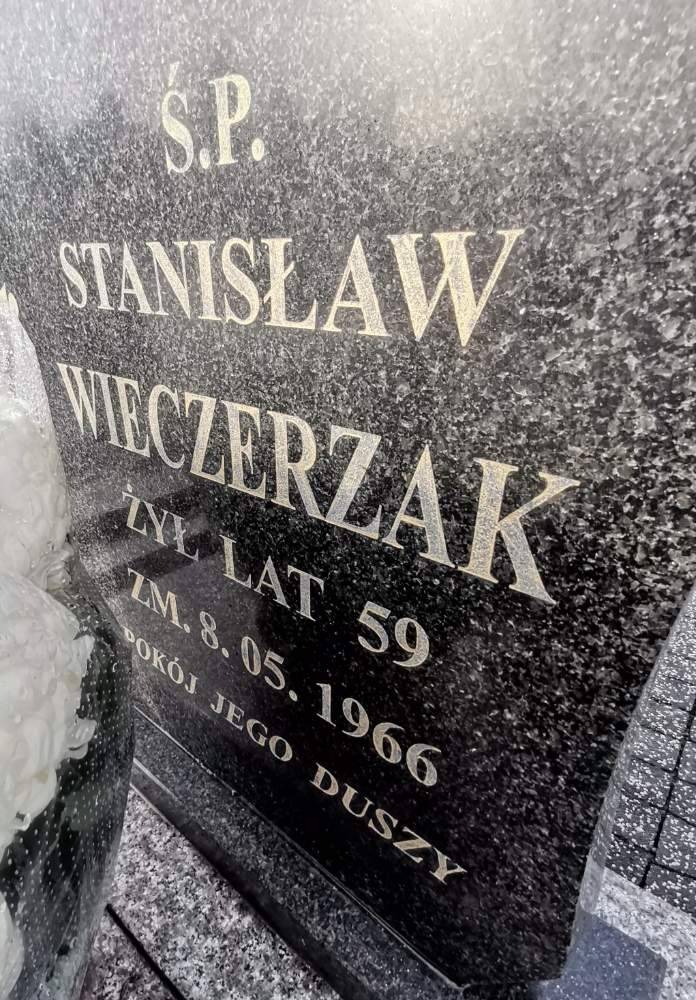 Ś.P.
STANISŁAW
WIECZERZAK
ŻYŁ LAT 59
ZM. 8.05.1966
POKÓJ JEGO DUSZY